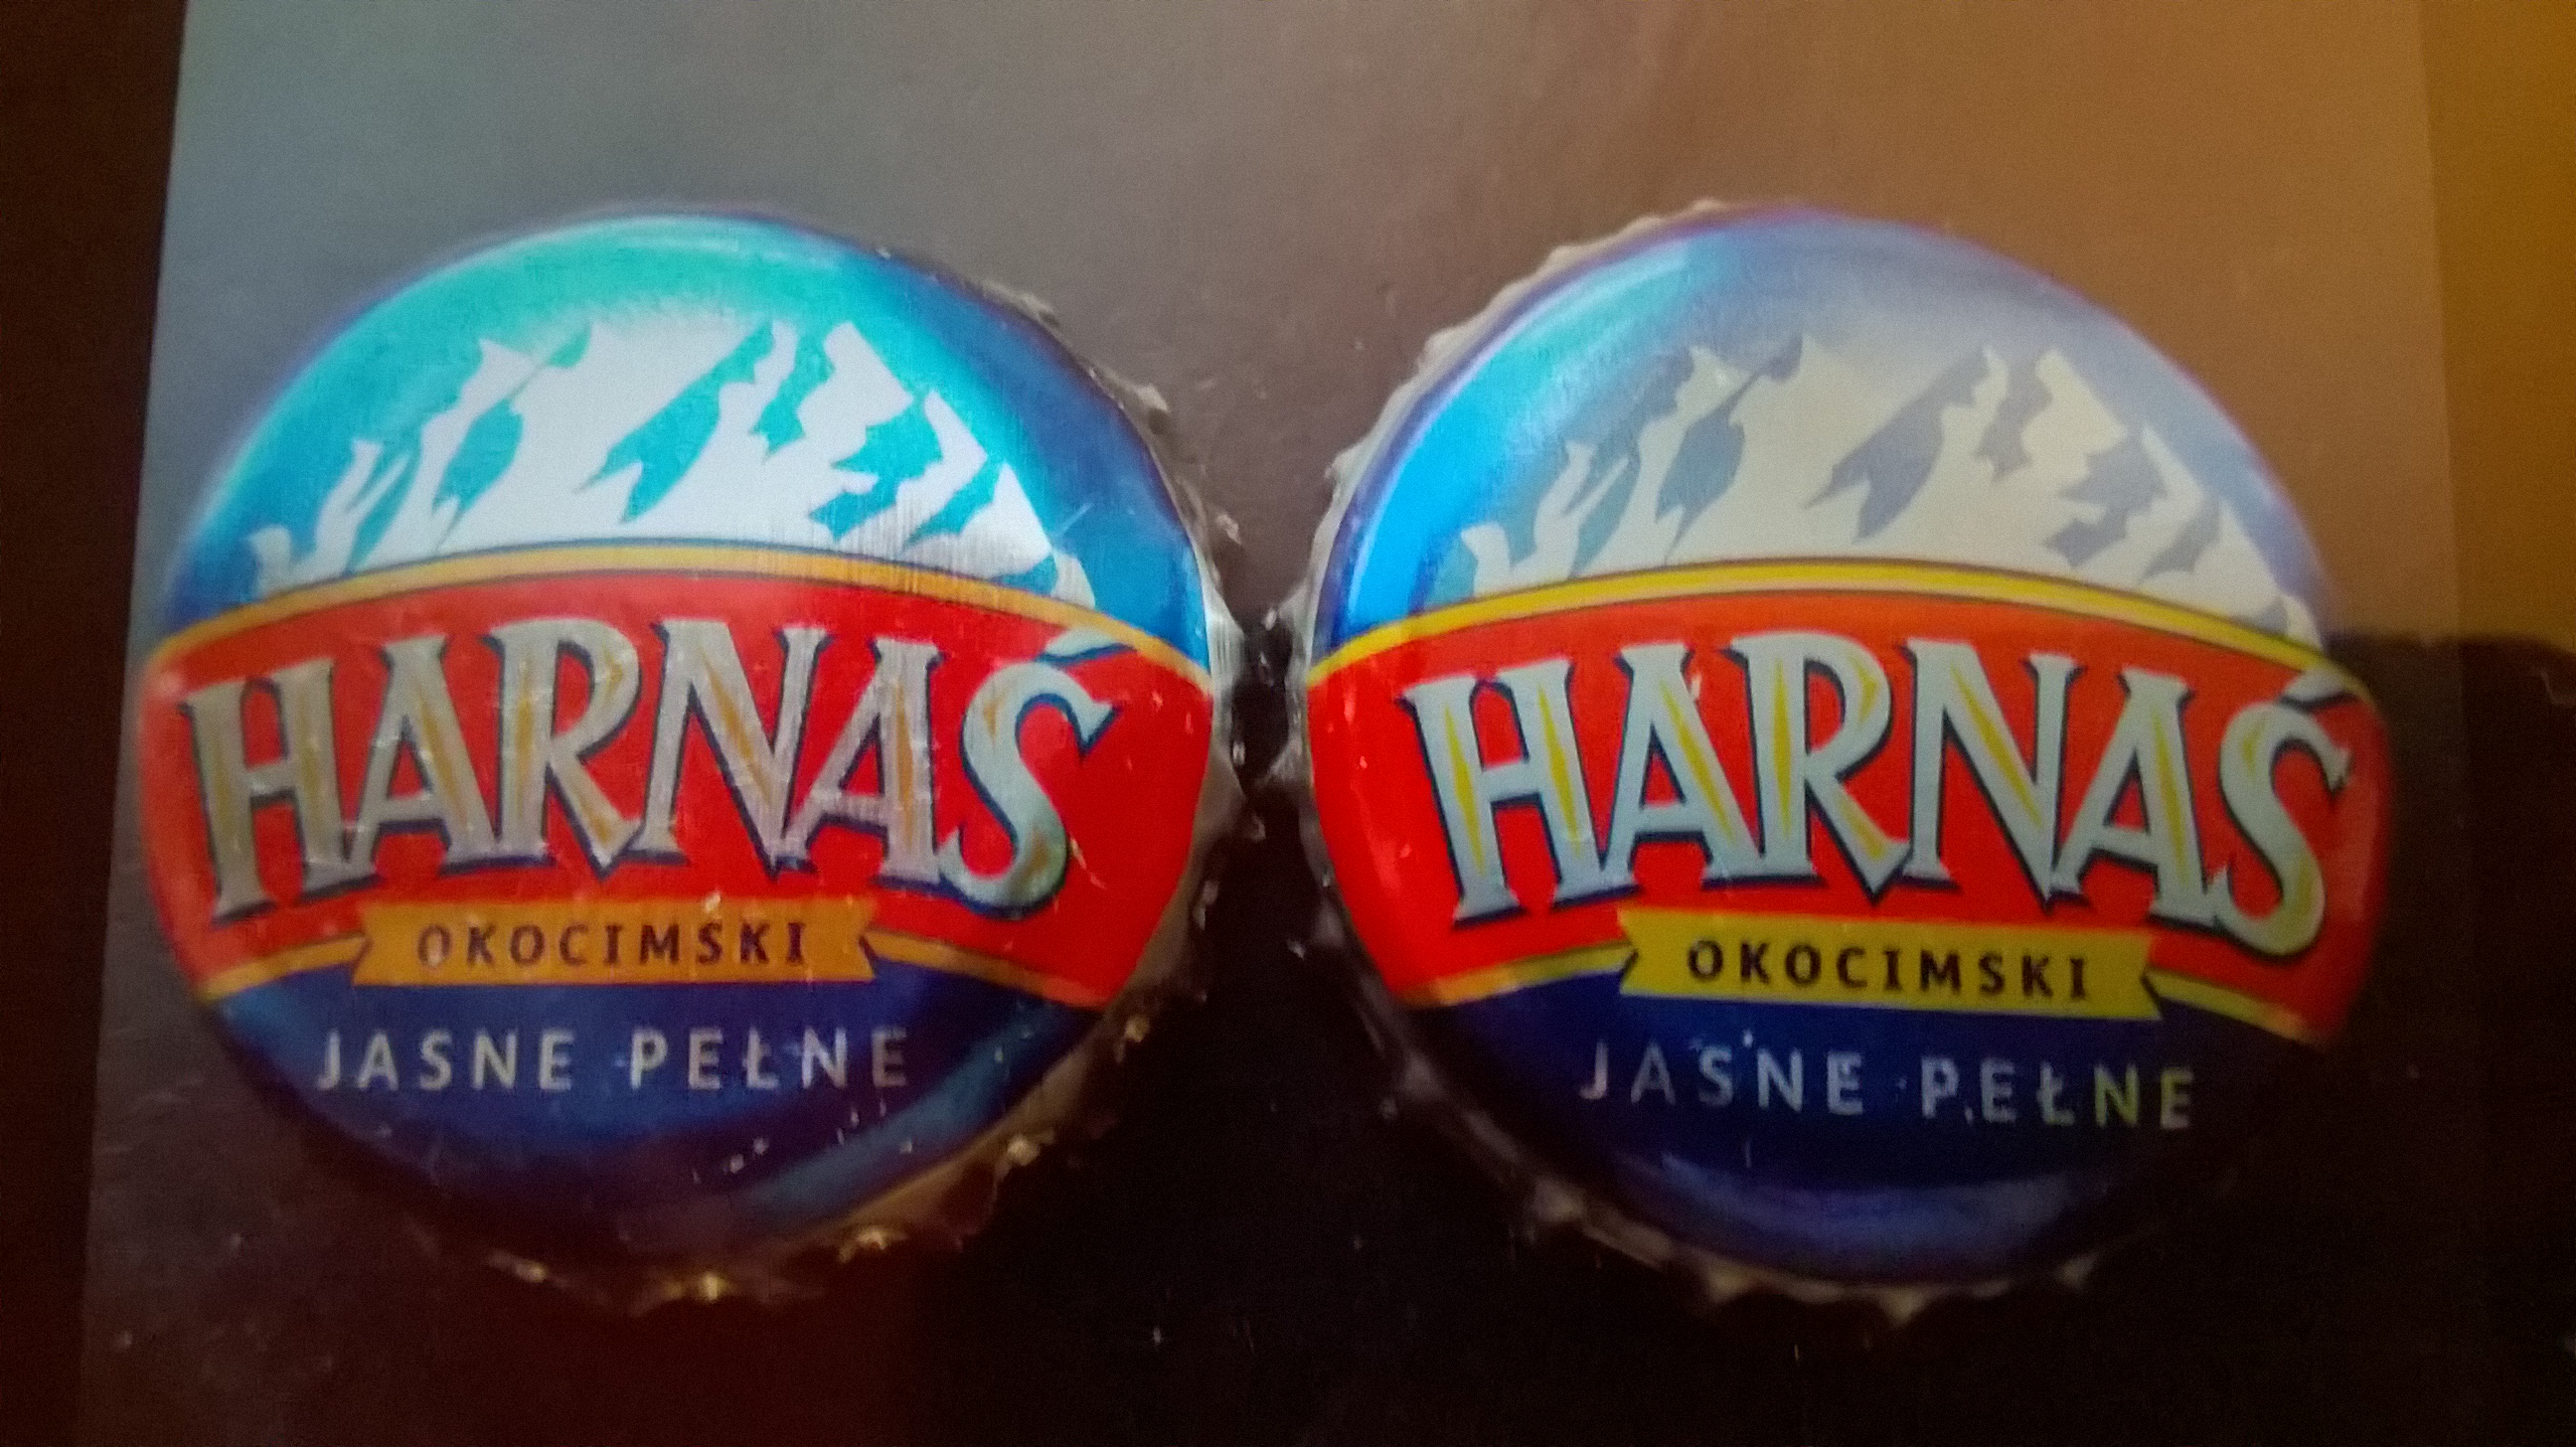 HARNAŚ
OKOCIMSKI
JASNE PEŁNE
HARNAŚ
OKOCIMSKI
JASNE PEŁNE